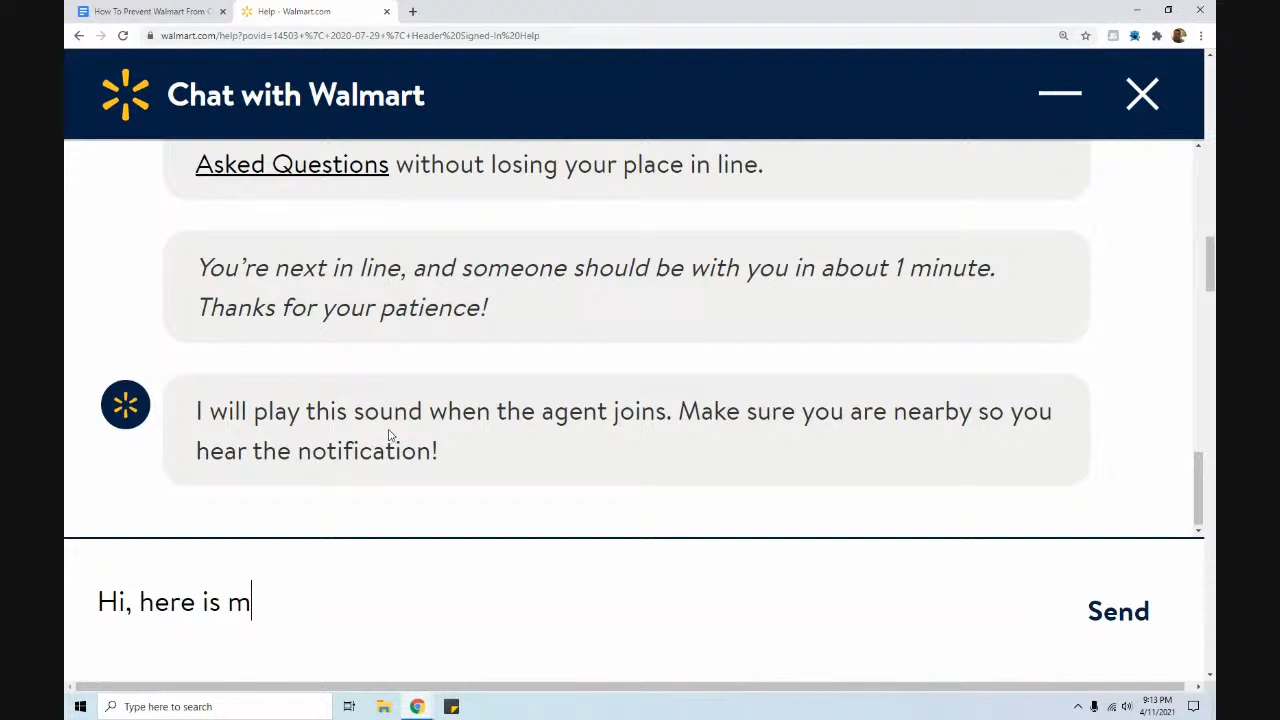 How To Prevent Walmart From C
Help - Walmart.com
walmart.com/help?povid=14503+%7C+2020-07-29+%7C+Header%20Signed-In%20Help
Chat with Walmart
Asked Questions without losing your place in line.
You're next in line, and someone should be with you in about 1 minute.
Thanks for your patience!
I will play this sound when the agent joins. Make sure you are nearby so you
hear the notification!
Hi, here is m
Send
Type here to search
9:13 PM
4/11/2021